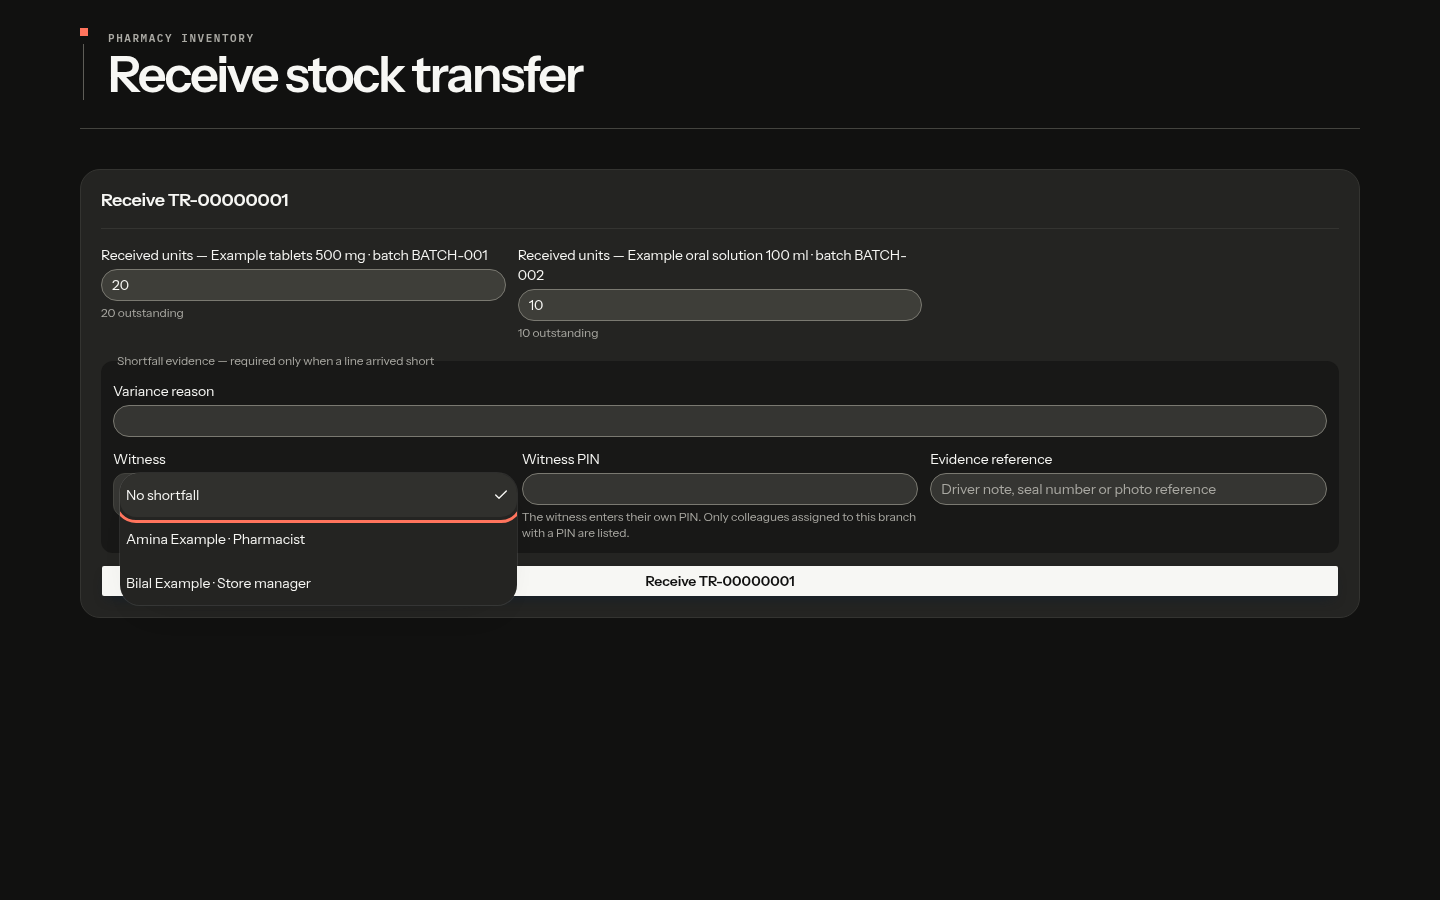 PHARMACY INVENTORY
Receive stock transfer
Receive TR-00000001
Received units — Example tablets 500 mg · batch BATCH-001
20
20 outstanding
Received units — Example oral solution 100 ml · batch BATCH-
002
10
10 outstanding
Shortfall evidence — required only when a line arrived short
Variance reason
Witness
No shortfall
Amina Example · Pharmacist
Bilal Example · Store manager
Witness PIN
The witness enters their own PIN. Only colleagues assigned to this branch
with a PIN are listed.
Evidence reference
Driver note, seal number or photo reference
Receive TR-00000001